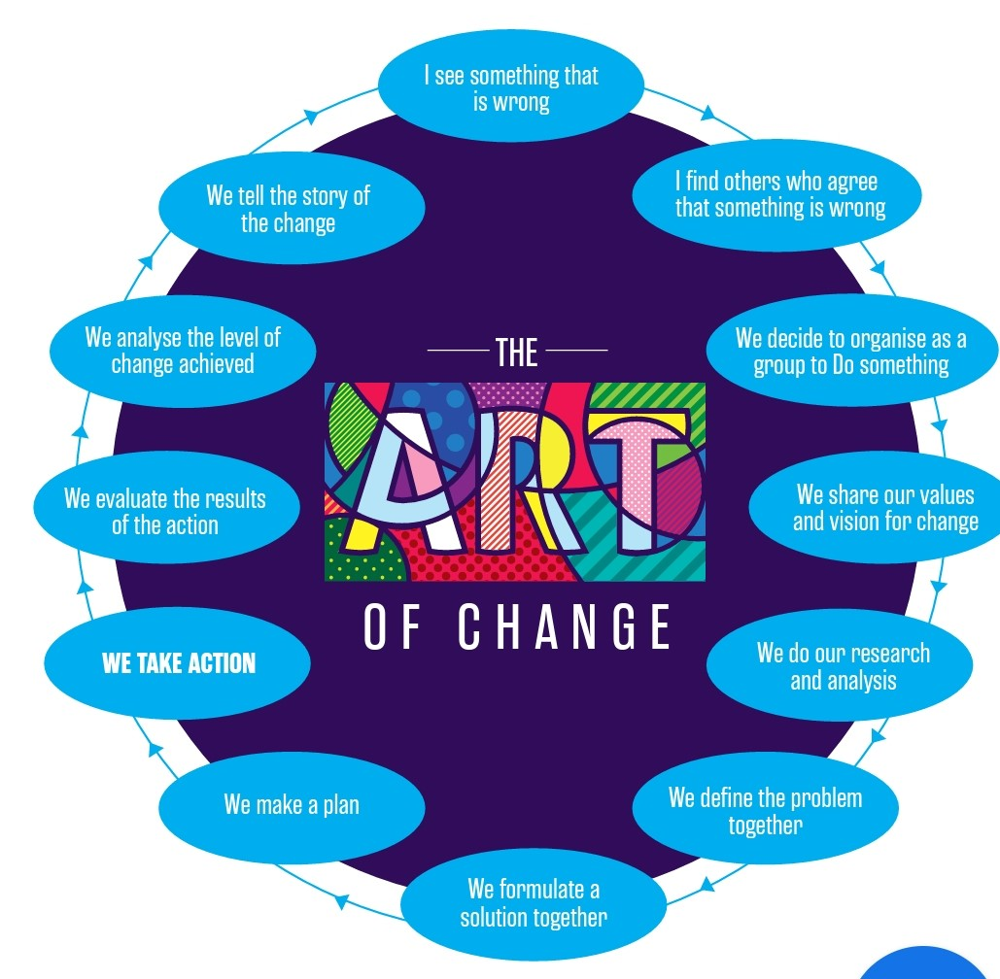 I see something that
is wrong
I find others who agree
that something is wrong
We decide to organise as a
group to Do something
We share our values
and vision for change
We do our research
and analysis
We define the problem
together
We formulate a
solution together
We make a plan
WE TAKE ACTION
We evaluate the results
of the action
We analyse the level of
change achieved
We tell the story of
the change
THE
ART
OF CHANGE